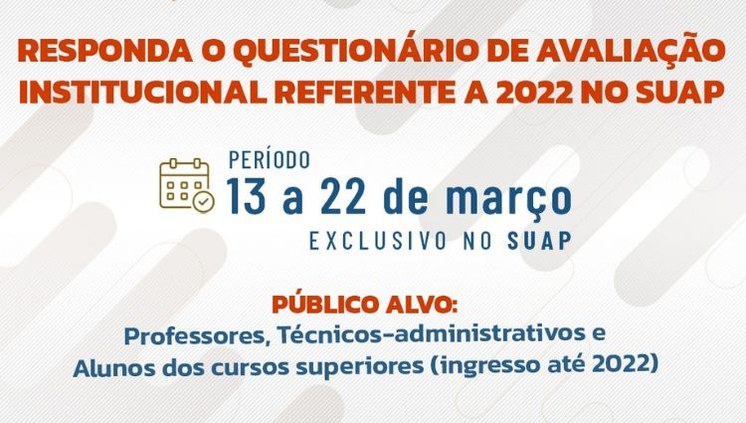 RESPONDA O QUESTIONÁRIO DE AVALIAÇÃO
INSTITUCIONAL REFERENTE A 2022 NO SUAP
PERÍODO
13 a 22 de março
EXCLUSIVO NO SUAP
PÚBLICO ALVO:
Professores, Técnicos-administrativos e
Alunos dos cursos superiores (ingresso até 2022)